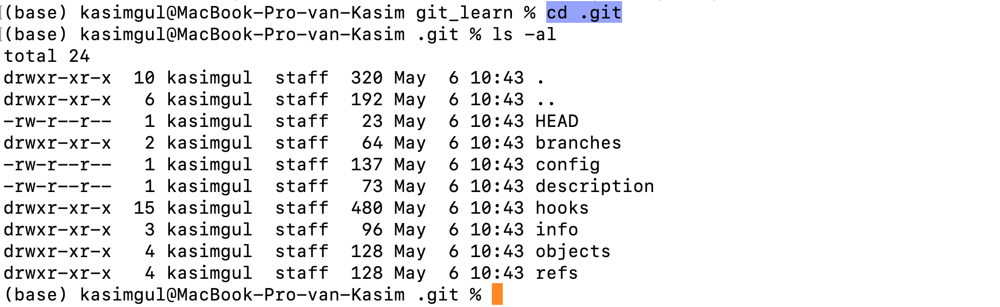 (base) kasimgul@MacBook-Pro-van-Kasim git_learn % cd .git
(base) kasimgul@MacBook-Pro-van-Kasim .git % ls -al
total 24
drwxr-xr-x  10 kasimgul  staff  320 May  6 10:43 .
drwxr-xr-x   6 kasimgul  staff  192 May  6 10:43 ..
-rw-r--r--   1 kasimgul  staff   23 May  6 10:43 HEAD
drwxr-xr-x   2 kasimgul  staff   64 May  6 10:43 branches
-rw-r--r--   1 kasimgul  staff  137 May  6 10:43 config
-rw-r--r--   1 kasimgul  staff   73 May  6 10:43 description
drwxr-xr-x  15 kasimgul  staff  480 May  6 10:43 hooks
drwxr-xr-x   3 kasimgul  staff   96 May  6 10:43 info
drwxr-xr-x   4 kasimgul  staff  128 May  6 10:43 objects
drwxr-xr-x   4 kasimgul  staff  128 May  6 10:43 refs
(base) kasimgul@MacBook-Pro-van-Kasim .git %